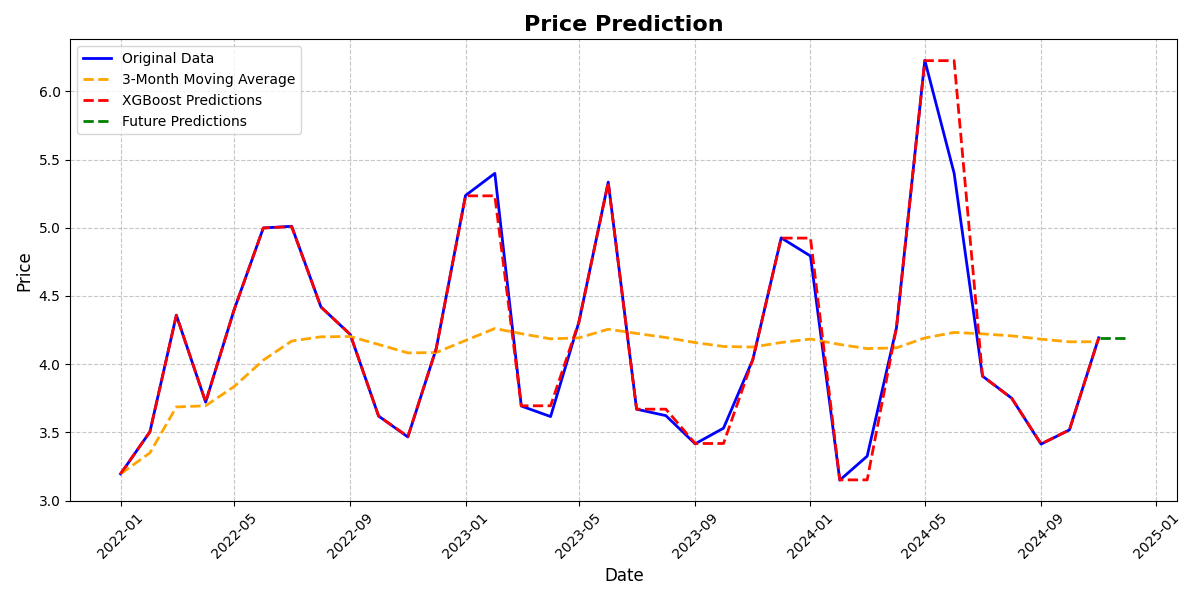 Price Prediction
Original Data
3-Month Moving Average
XGBoost Predictions
Future Predictions
Price
6.0
5.5
5.0
4.5
4.0
3.5
3.0
2022-01
2022-05
2022-09
2023-01
2023-05
2023-09
2024-01
2024-05
2024-09
2025-01
Date